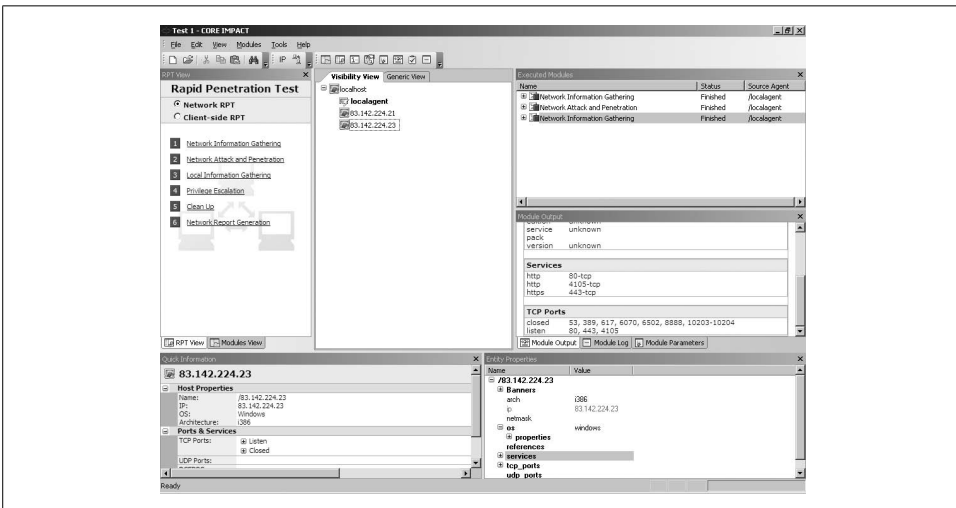 Test 1 - CORE IMPACT
File Edit View Modules Tools Help
IP
RPT View
Rapid Penetration Test
Network RPT
Client-side RPT
1 Network Information Gathering
2 Network Attack and Penetration
3 Local Information Gathering
4 Privilege Escalation
5 Clean Up
6 Network Report Generation
RPT View Modules View
Visibility View Generic View
localhost
localagent
83.142.224.21
83.142.224.23
Executed Modules
Name Status Source Agent
Network Information Gathering Finished /localagent
Network Attack and Penetration Finished /localagent
Network Information Gathering Finished /localagent
Module Output
service unknown
pack
version unknown
Services
http 80-tcp
http 4105-tcp
https 443-tcp
TCP Ports
closed 53, 389, 617, 6070, 6502, 8888, 10203-10204
listen 80, 443, 4105
Module Output Module Log Module Parameters
Quick Information
83.142.224.23
Host Properties
Name: /83.142.224.23
IP: 83.142.224.23
OS: Windows
Architecture: i386
Ports & Services
TCP Ports: Listen
Closed
UDP Ports:
Entity Properties
Name Value
/83.142.224.23
Banners
arch i386
ip 83.142.224.23
netmask
os windows
properties
references
services
tcp_ports
udp_ports
Ready